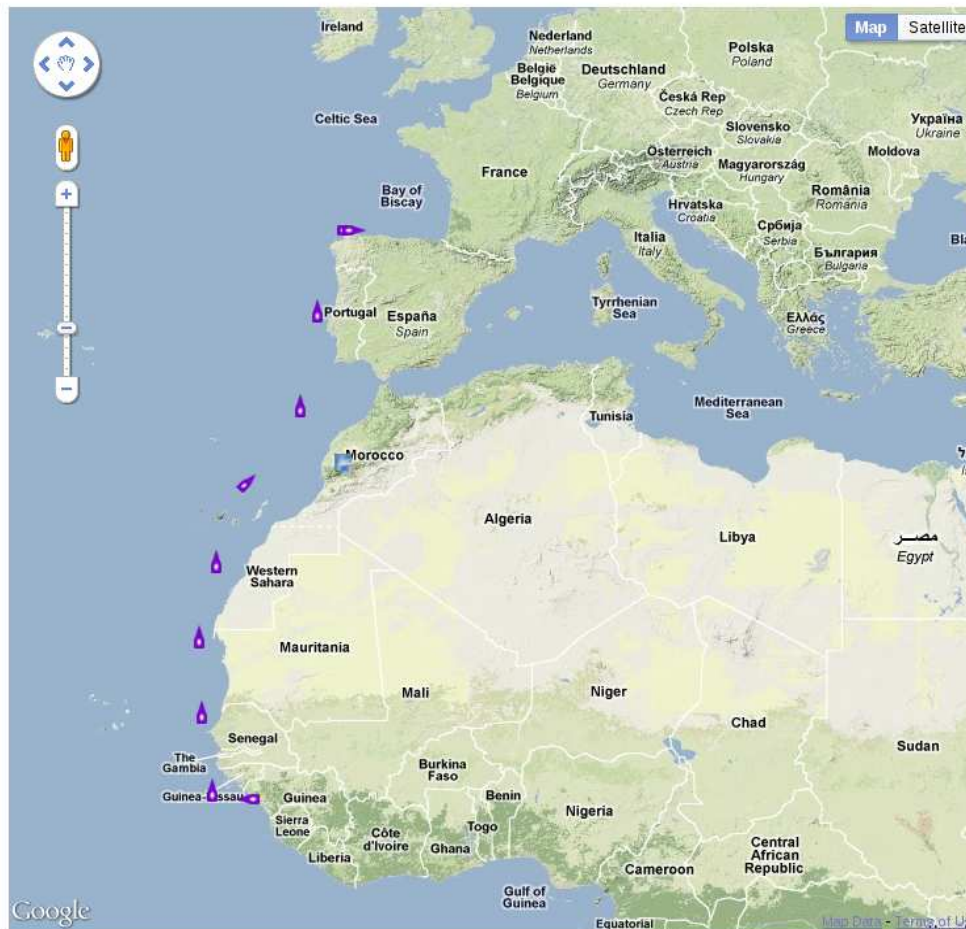 Ireland
Map
Satellite
Nederland
Netherlands
Polska
Poland
België
Belgique
Belgium
Deutschland
Germany
Česká Rep
Czech Rep
Celtic Sea
Україна
Ukraine
Slovensko
Slovakia
Österreich
Austria
Moldova
Magyarország
Hungary
France
Bay of
Biscay
România
Romania
Hrvatska
Croatia
Србија
Serbia
Italia
Italy
България
Bulgaria
Bla
Portugal
España
Spain
Tyrrhenian
Sea
Ελλάς
Greece
Mediterranean
Sea
Tunisia
Morocco
Algeria
Libya
مصر
Egypt
Western
Sahara
Mauritania
Mali
Niger
Chad
Sudan
Senegal
The
Gambia
Burkina
Faso
Guinea-Bissau
Guinea
Benin
Nigeria
Sierra
Leone
Togo
Côte
d'Ivoire
Ghana
Liberia
Central
African
Republic
Cameroon
Gulf of
Guinea
Google
Equatorial
Map Data - Terms of U